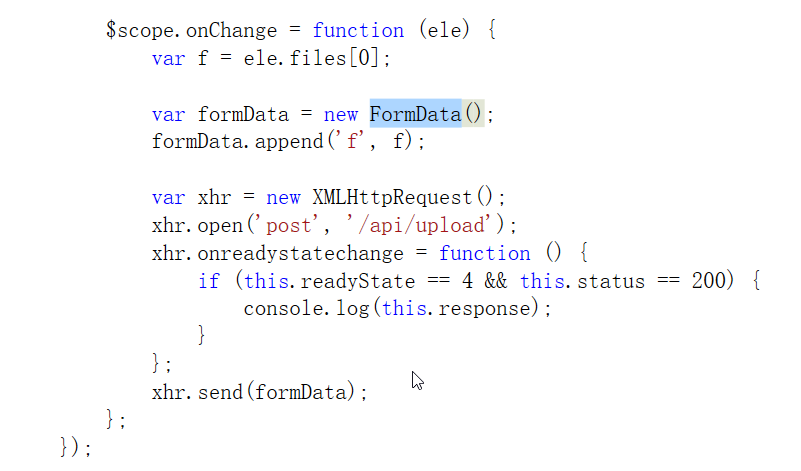 $scope.onChange = function (ele) {
var f = ele.files[0];
var formData = new FormData();
formData.append('f', f);
var xhr = new XMLHttpRequest();
xhr.open('post', '/api/upload');
xhr.onreadystatechange = function () {
if (this.readyState == 4 && this.status == 200) {
console.log(this.response);
}
};
xhr.send(formData);
};
});